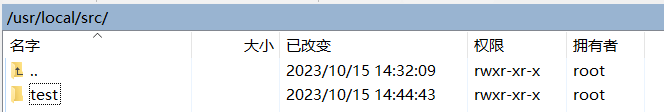 /usr/local/src/
名字 大小 已改变 权限 拥有者
.. 2023/10/15 14:32:09 rwxr-xr-x root
test 2023/10/15 14:44:43 rwxr-xr-x root